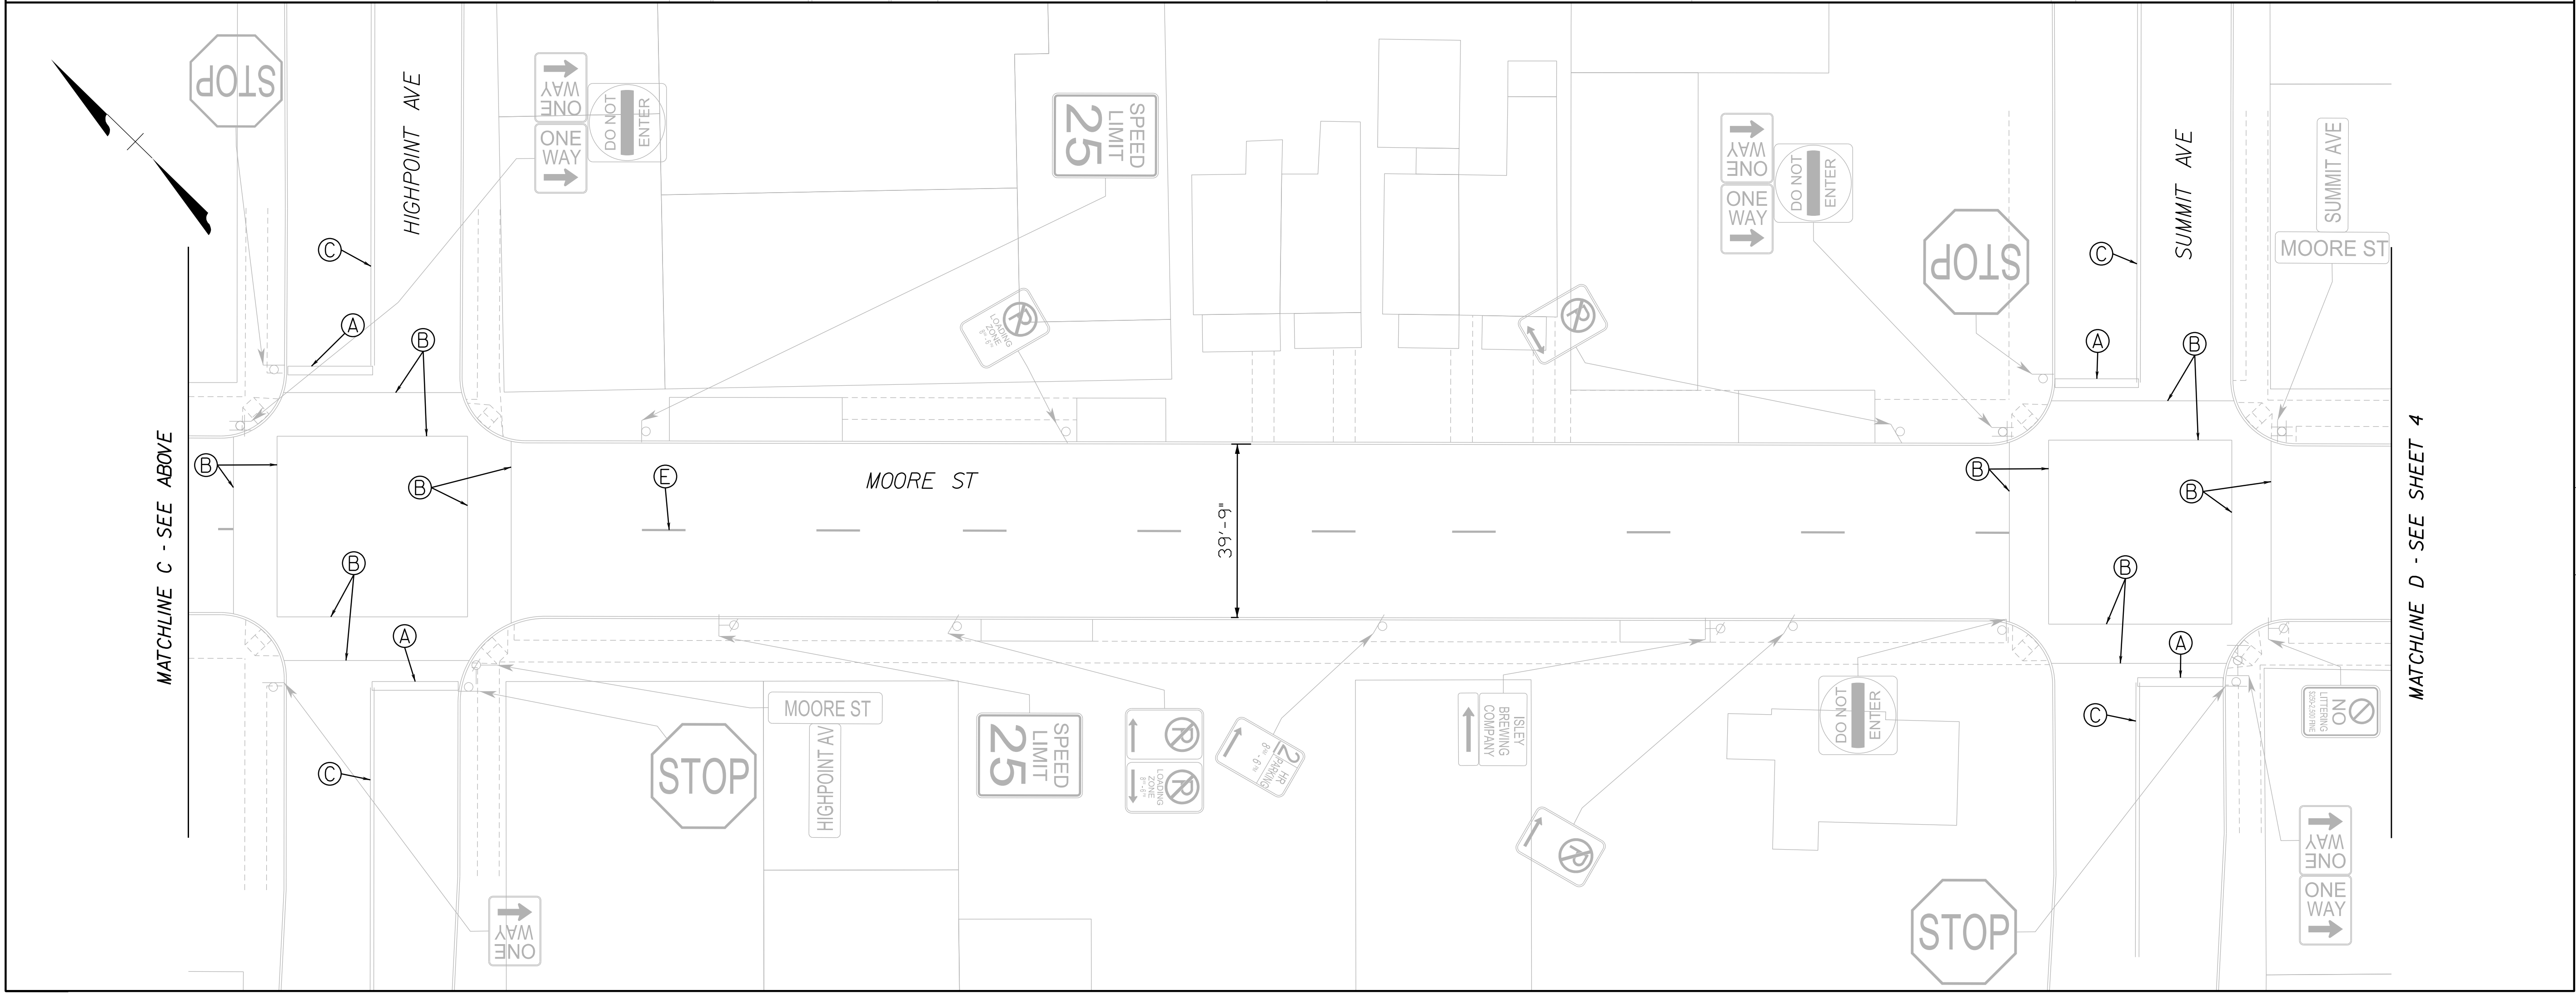 STOP
HIGHPOINT AVE
ONE WAY
ONE WAY
DO NOT ENTER
SPEED LIMIT 25
ONE WAY
ONE WAY
DO NOT ENTER
STOP
SUMMIT AVE
SUMMIT AVE
MOORE ST
C
A
B
P
LOADING ZONE
P
C
A
B
MATCHLINE C - SEE ABOVE
B
B
E
MOORE ST
39'-9"
B
B
MATCHLINE D - SEE SHEET 4
B
A
C
B
A
C
ONE WAY
STOP
MOORE ST
HIGHPOINT AV
SPEED LIMIT 25
P
P
LOADING ZONE
2 HR PARKING
ISLEY BREWING COMPANY
P
DO NOT ENTER
STOP
NO LITTERING
ONE WAY
ONE WAY